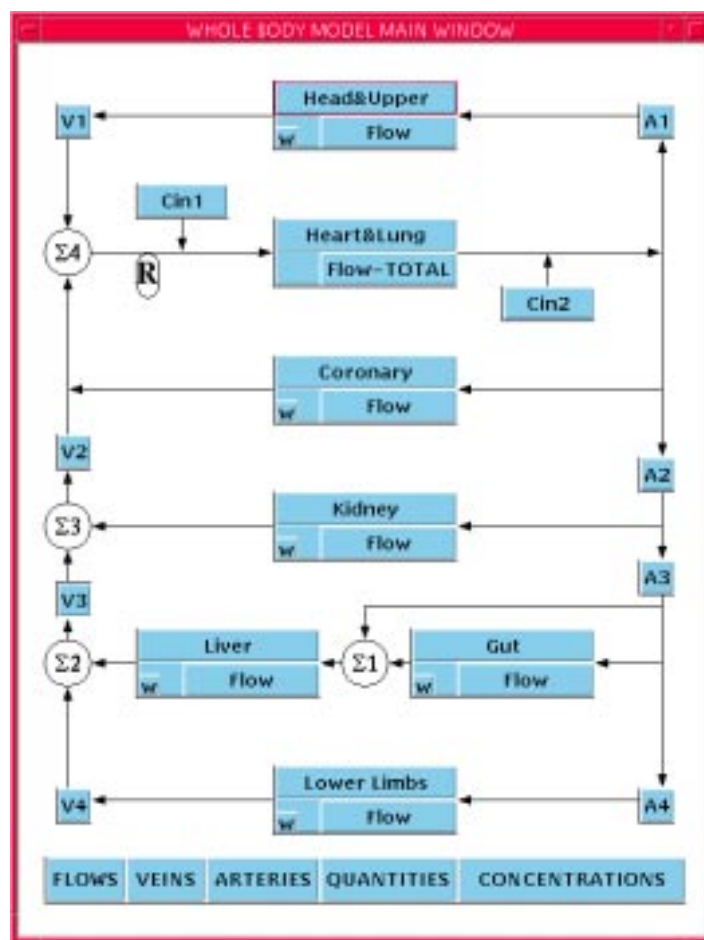 WHOLE BODY MODEL MAIN WINDOW
Head&Upper
V1
A1
w
Flow
Cin1
Σ4
Heart&Lung
R
Flow-TOTAL
Cin2
Coronary
w
Flow
V2
A2
Kidney
Σ3
w
Flow
A3
V3
Liver
Gut
Σ2
Σ1
w
Flow
w
Flow
Lower Limbs
V4
A4
w
Flow
FLOWS VEINS ARTERIES QUANTITIES CONCENTRATIONS